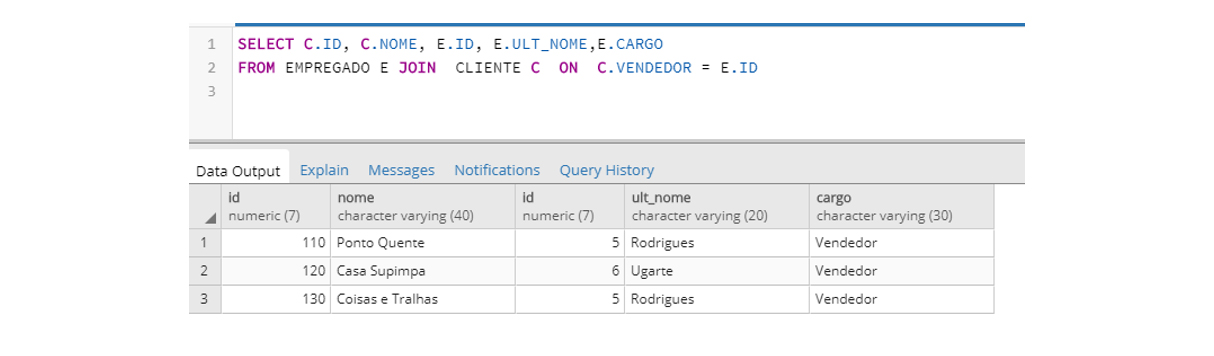 1 SELECT C.ID, C.NOME, E.ID, E.ULT_NOME,E.CARGO
2 FROM EMPREGADO E JOIN  CLIENTE C  ON  C.VENDEDOR = E.ID
3
Data Output Explain Messages Notifications Query History
id nome id ult_nome cargo
numeric (7) character varying (40) numeric (7) character varying (20) character varying (30)
1 110 Ponto Quente 5 Rodrigues Vendedor
2 120 Casa Supimpa 6 Ugarte Vendedor
3 130 Coisas e Tralhas 5 Rodrigues Vendedor